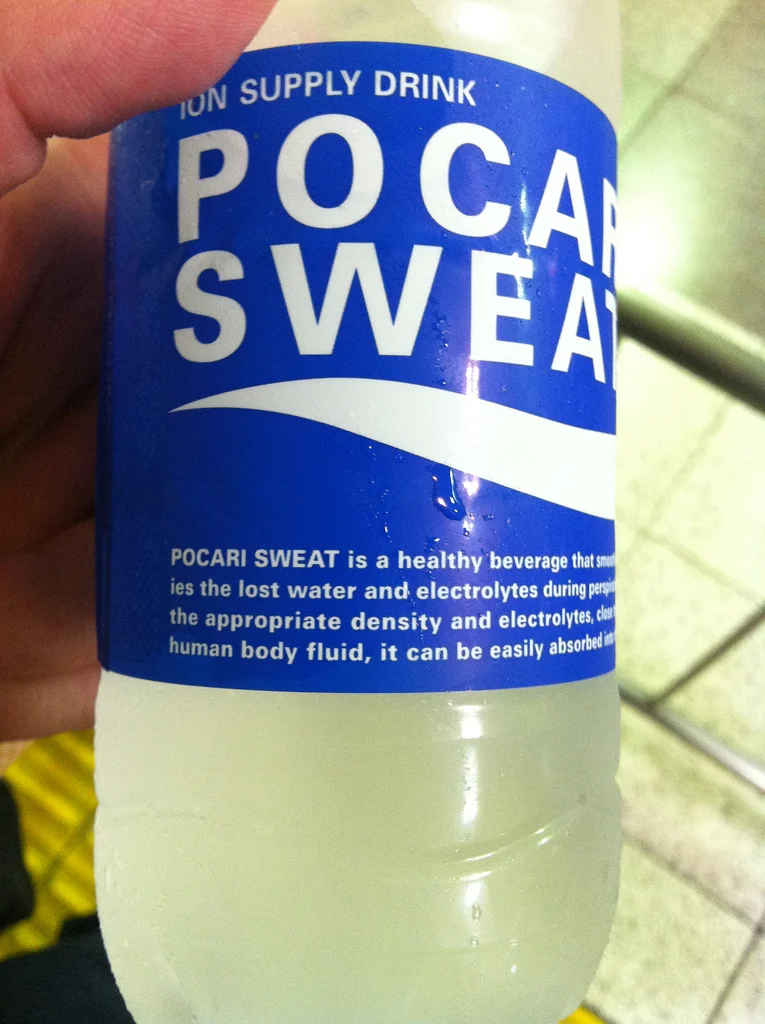 ION SUPPLY DRINK
POCAR
SWEAT
POCARI SWEAT is a healthy beverage that
ies the lost water and electrolytes during
the appropriate density and electrolytes,
human body fluid, it can be easily absorbed